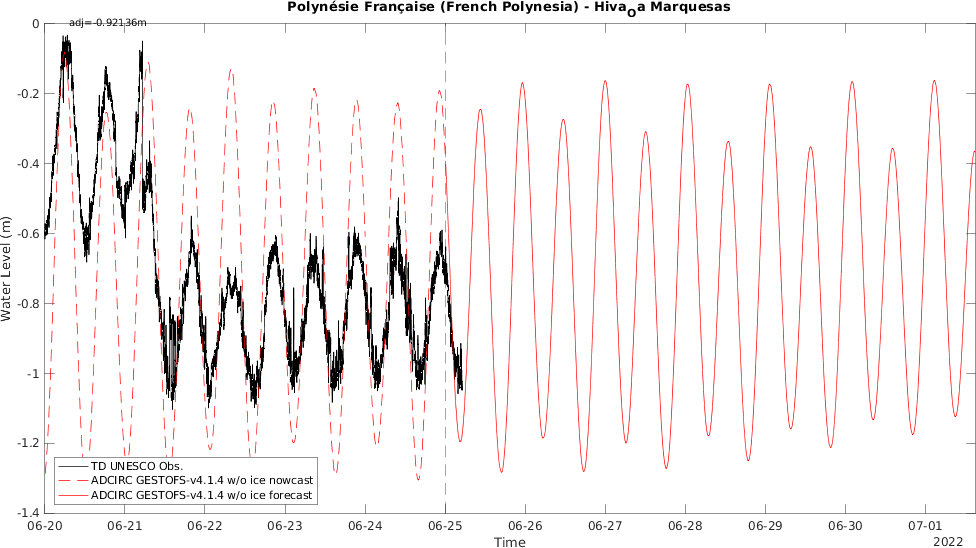 Polynésie Française (French Polynesia) - HivaOa Marquesas
adj=-0.92136m
0
-0.2
-0.4
-0.6
-0.8
-1
-1.2
-1.4
Water Level (m)
TD UNESCO Obs.
ADCIRC GESTOFS-v4.1.4 w/o ice nowcast
ADCIRC GESTOFS-v4.1.4 w/o ice forecast
06-20 06-21 06-22 06-23 06-24 06-25 06-26 06-27 06-28 06-29 06-30 07-01
Time
2022